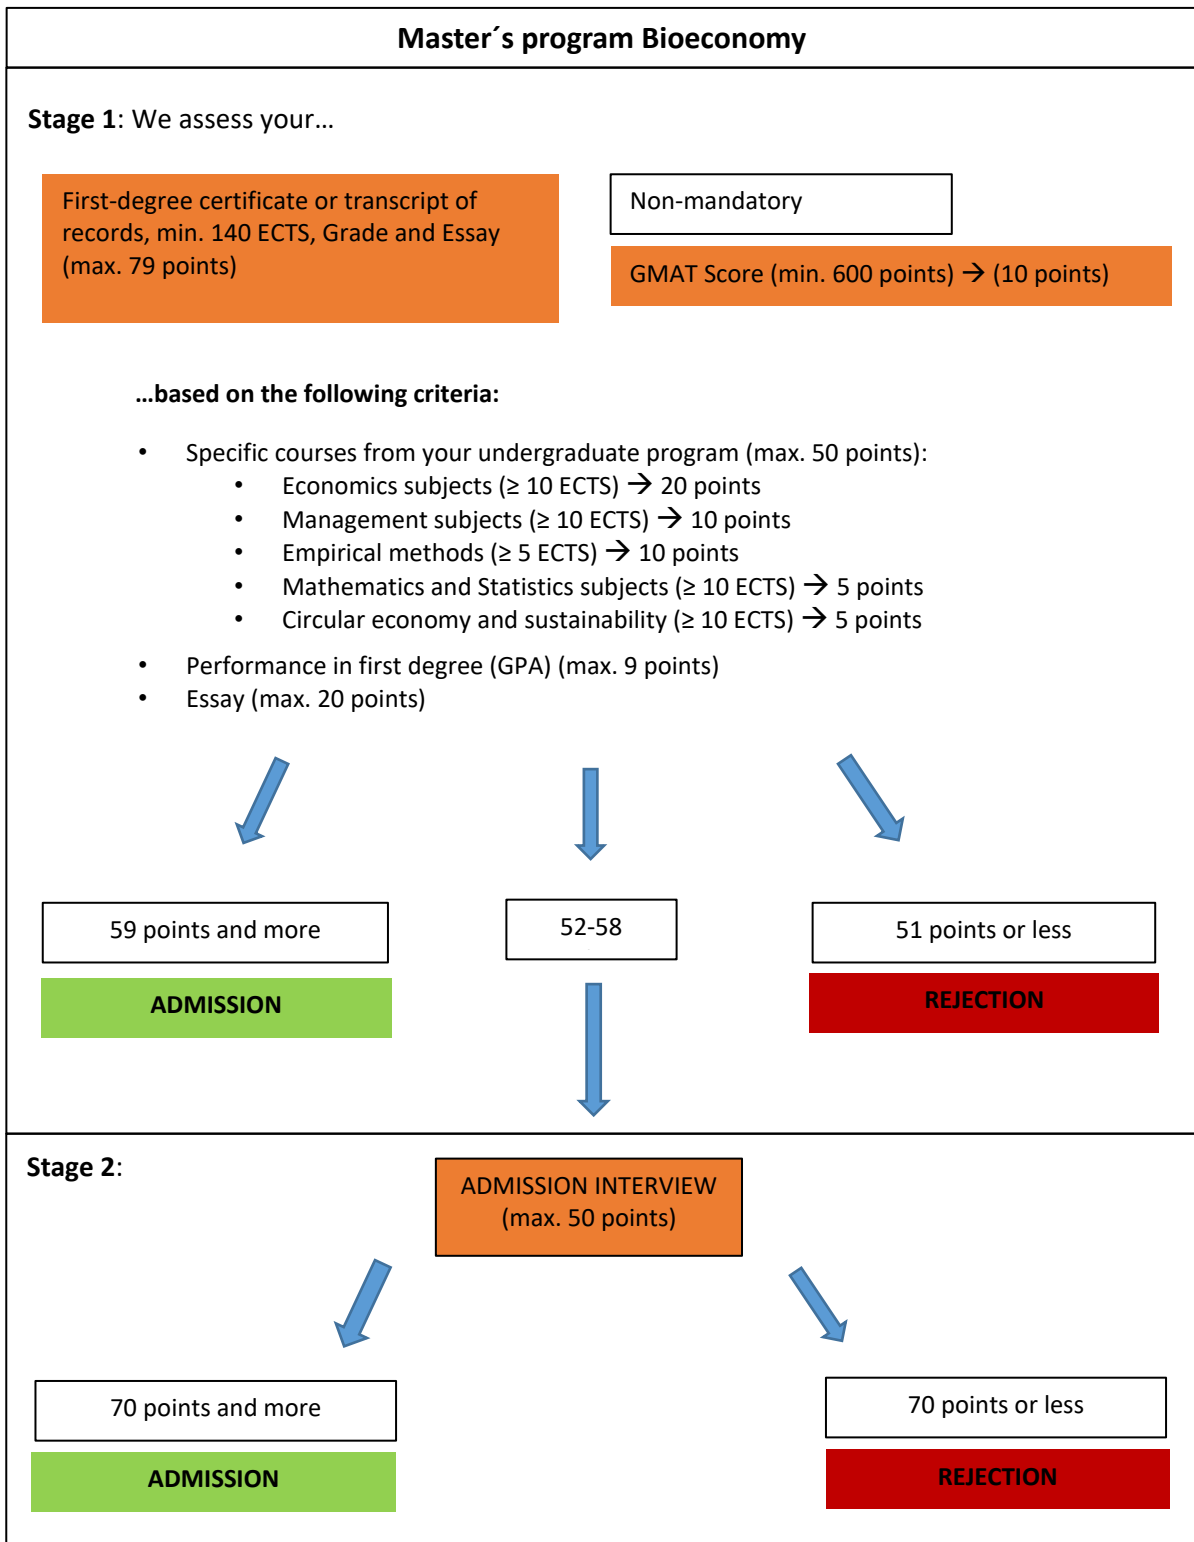 Master´s program Bioeconomy
Stage 1: We assess your…
First-degree certificate or transcript of
records, min. 140 ECTS, Grade and Essay
(max. 79 points)
Non-mandatory
GMAT Score (min. 600 points) → (10 points)
…based on the following criteria:
• Specific courses from your undergraduate program (max. 50 points):
• Economics subjects (≥ 10 ECTS) → 20 points
• Management subjects (≥ 10 ECTS) → 10 points
• Empirical methods (≥ 5 ECTS) → 10 points
• Mathematics and Statistics subjects (≥ 10 ECTS) → 5 points
• Circular economy and sustainability (≥ 10 ECTS) → 5 points
• Performance in first degree (GPA) (max. 9 points)
• Essay (max. 20 points)
59 points and more
52-58
51 points or less
ADMISSION
REJECTION
Stage 2:
ADMISSION INTERVIEW
(max. 50 points)
70 points and more
70 points or less
ADMISSION
REJECTION